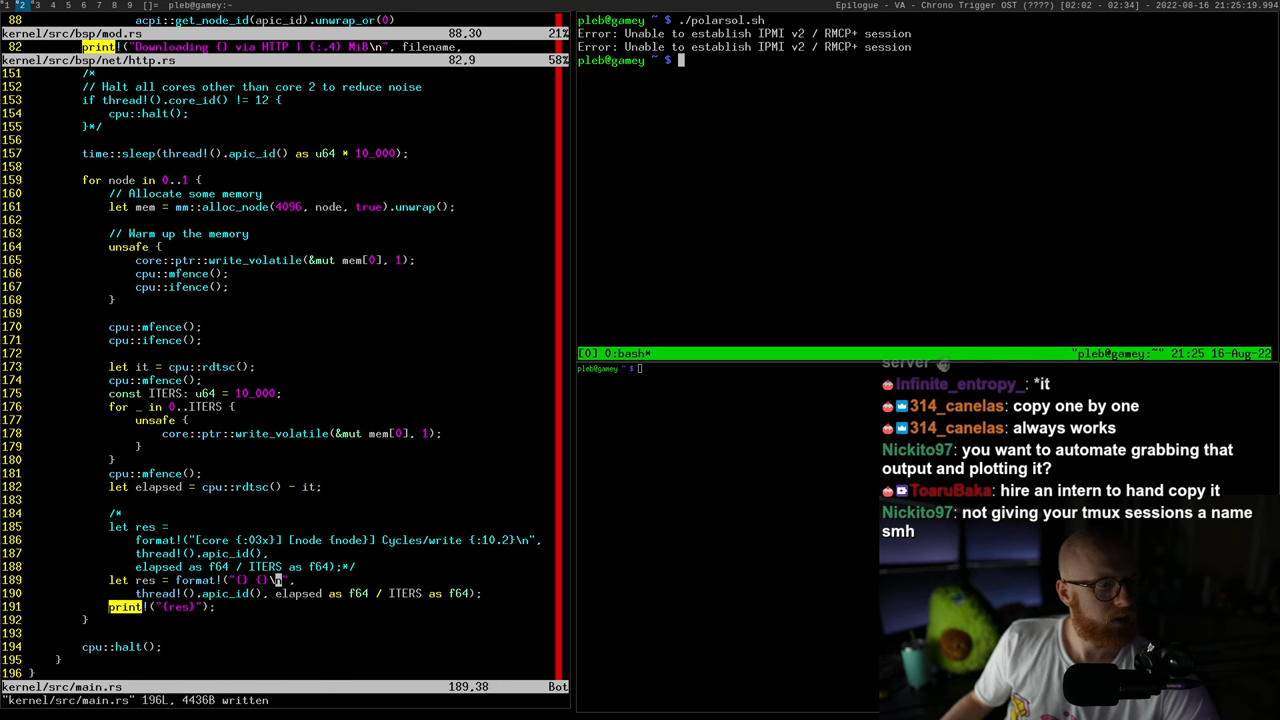 1 2 3 4 5 6 7 8 9 [] pleb@gamey:~
Epilogue - VA - Chrono Trigger OST (????) [02:02 - 02:34] | 2022-08-16 21:25:19.994
88 acpi::get_node_id(apic_id).unwrap_or(0)
kernel/src/bsp/mod.rs 88,30 21%
82 print!("Downloading {} via HTTP | {:.4} MiB\n", filename,
kernel/src/bsp/net/http.rs 82,9 58%
151 /*
152 // Halt all cores other than core 2 to reduce noise
153 if thread!().core_id() != 12 {
154 cpu::halt();
155 }*/
156
157 time::sleep(thread!().apic_id() as u64 * 10_000);
158
159 for node in 0..1 {
160 // Allocate some memory
161 let mem = mm::alloc_node(4096, node, true).unwrap();
162
163 // Warm up the memory
164 unsafe {
165 core::ptr::write_volatile(&mut mem[0], 1);
166 cpu::mfence();
167 cpu::ifence();
168 }
169
170 cpu::mfence();
171 cpu::ifence();
172
173 let it = cpu::rdtsc();
174 cpu::mfence();
175 const ITERS: u64 = 10_000;
176 for _ in 0..ITERS {
177 unsafe {
178 core::ptr::write_volatile(&mut mem[0], 1);
179 }
180 }
181 cpu::mfence();
182 let elapsed = cpu::rdtsc() - it;
183
184 /*
185 let res =
186 format!("[core {:03x}] [node {node}] Cycles/write {:10.2}\n",
187 thread!().apic_id(),
188 elapsed as f64 / ITERS as f64);*/
189 let res = format!("{} {}\n",
190 thread!().apic_id(), elapsed as f64 / ITERS as f64);
191 print!("{res}");
192 }
193
194 cpu::halt();
195 }
196 }
kernel/src/main.rs 189,38 Bot
"kernel/src/main.rs" 196L, 4436B written
pleb@gamey ~ $ ./polarsol.sh
Error: Unable to establish IPMI v2 / RMCP+ session
Error: Unable to establish IPMI v2 / RMCP+ session
pleb@gamey ~ $
[0] 0:bash* "pleb@gamey:~" 21:25 16-Aug-22
pleb@gamey ~ $
server
Infinite_entropy_: *it
314_canelas: copy one by one
314_canelas: always works
Nickito97: you want to automate grabbing that
output and plotting it?
ToaruBaka: hire an intern to hand copy it
Nickito97: not giving your tmux sessions a name
smh